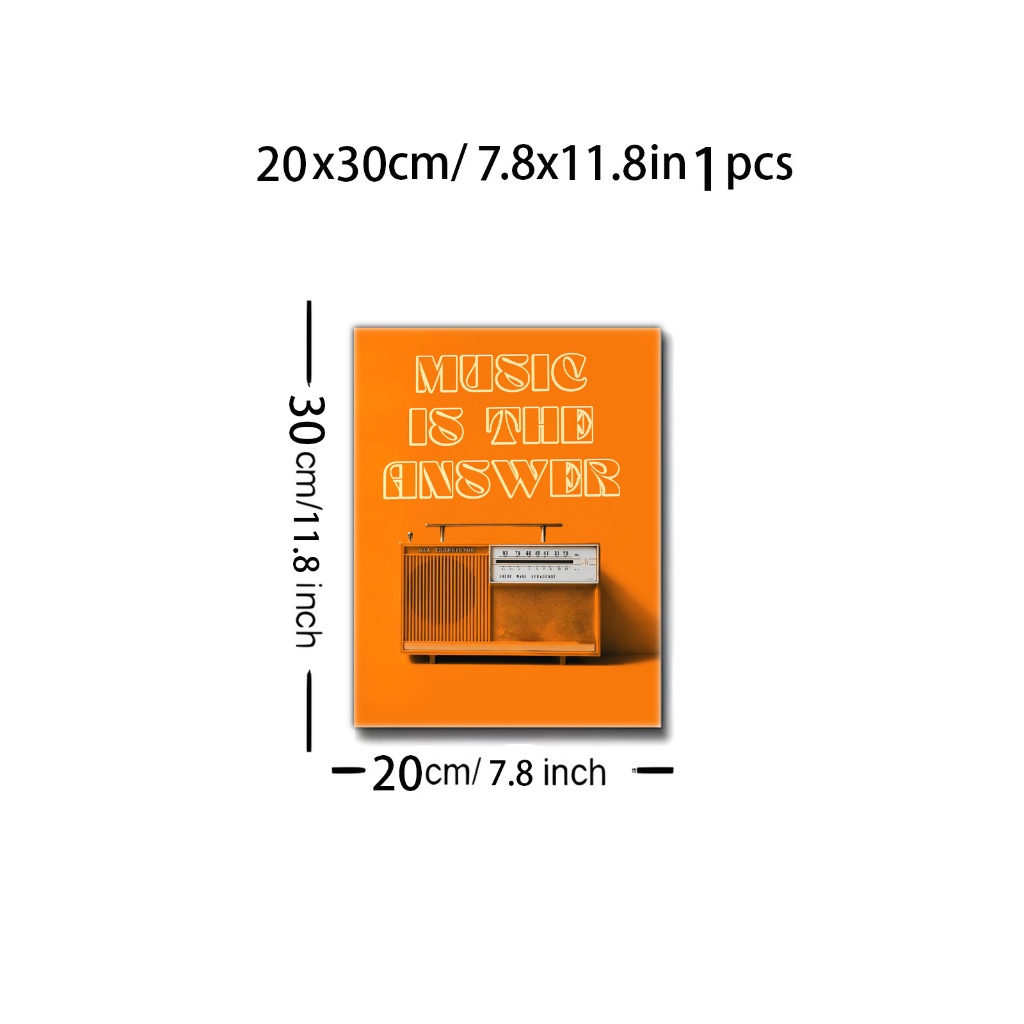 20x30cm/ 7.8x11.8in 1 pcs
MUSIC
IS THE
ANSWER
30cm/11.8 inch
20cm/ 7.8 inch